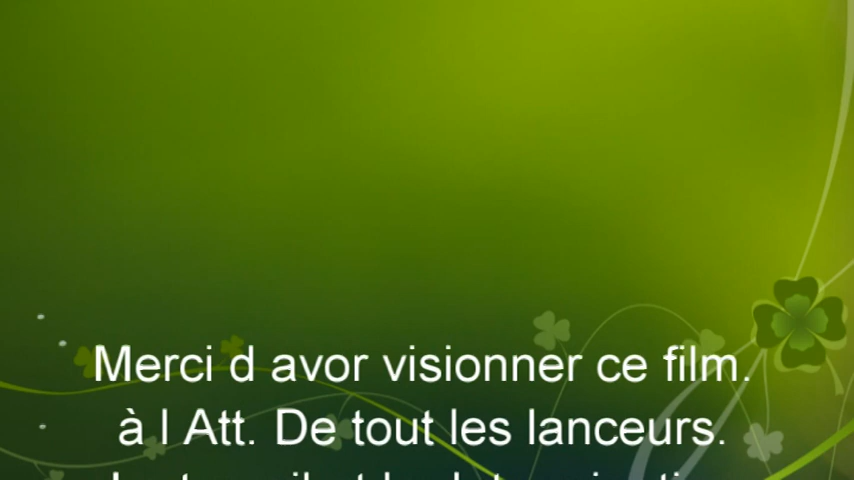 Merci d avor visionner ce film.
à l Att. De tout les lanceurs.